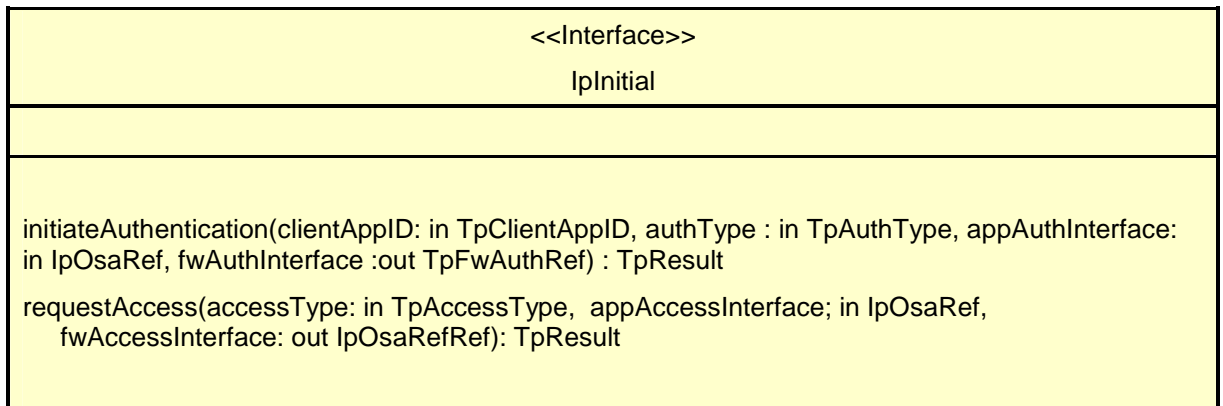 <<Interface>>
IpInitial
initiateAuthentication(clientAppID: in TpClientAppID, authType : in TpAuthType, appAuthInterface:
in IpOsaRef, fwAuthInterface :out TpFwAuthRef) : TpResult
requestAccess(accessType: in TpAccessType,  appAccessInterface; in IpOsaRef,
fwAccessInterface: out IpOsaRefRef): TpResult